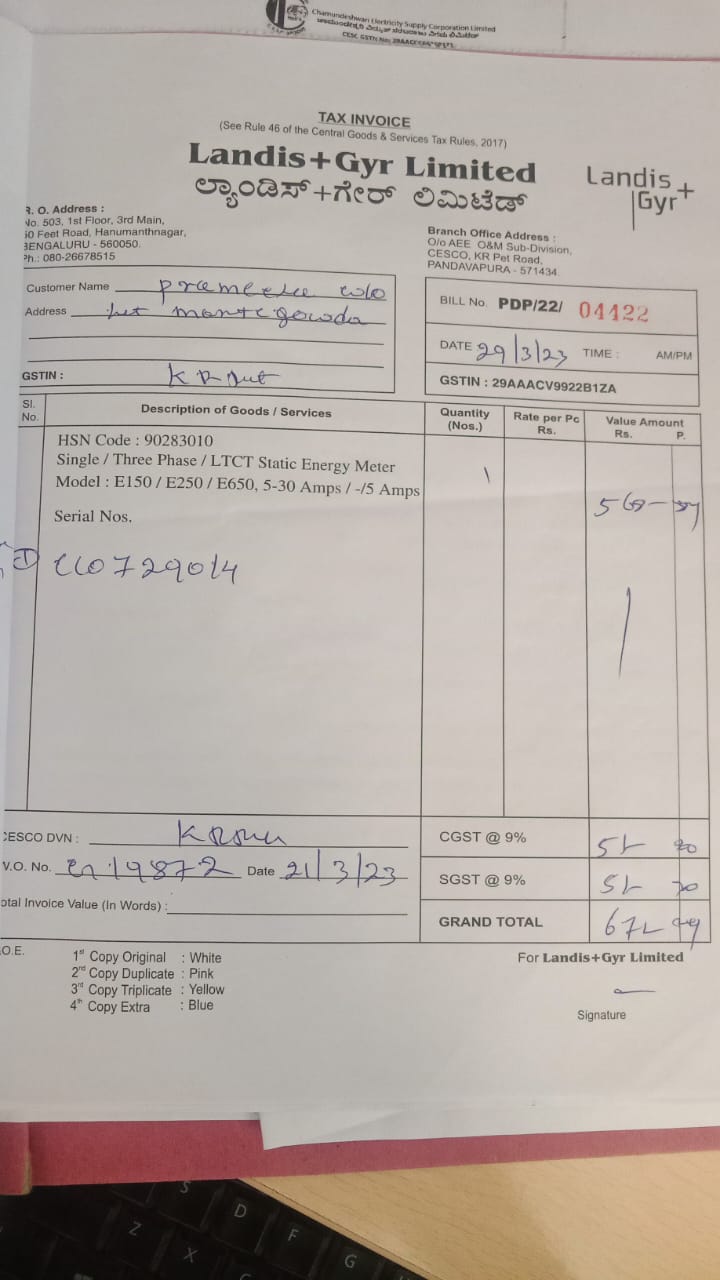 Chamundeshwari Electricity Supply Corporation Limited
TAX INVOICE
(See Rule 46 of the Central Goods & Services Tax Rules, 2017)
Landis+Gyr Limited
ಲ್ಯಾಂಡಿಸ್+ಗೇರ್ ಲಿಮಿಟೆಡ್
Landis+
Gyr
R. O. Address :
No. 503, 1st Floor, 3rd Main,
50 Feet Road, Hanumanthnagar,
BENGALURU - 560050.
Ph.: 080-26678515
Branch Office Address :
O/o AEE O&M Sub-Division,
CESCO, KR Pet Road,
PANDAVAPURA - 571434
Customer Name w/o
Address
GSTIN :
BILL No. PDP/22/ 04122
DATE 29/3/23 TIME : AM/PM
GSTIN : 29AAACV9922B1ZA
Sl. No. Description of Goods / Services Quantity (Nos.) Rate per Pc Rs. Value Amount Rs. P.
HSN Code : 90283010
Single / Three Phase / LTCT Static Energy Meter
Model : E150 / E250 / E650, 5-30 Amps / -/5 Amps
1
Serial Nos.
CESCO DVN :
CGST @ 9%
W.O. No. Date 21/3/23
SGST @ 9%
Total Invoice Value (In Words) :
GRAND TOTAL
E.&O.E.
1st Copy Original : White
2nd Copy Duplicate : Pink
3rd Copy Triplicate : Yellow
4th Copy Extra : Blue
For Landis+Gyr Limited
Signature